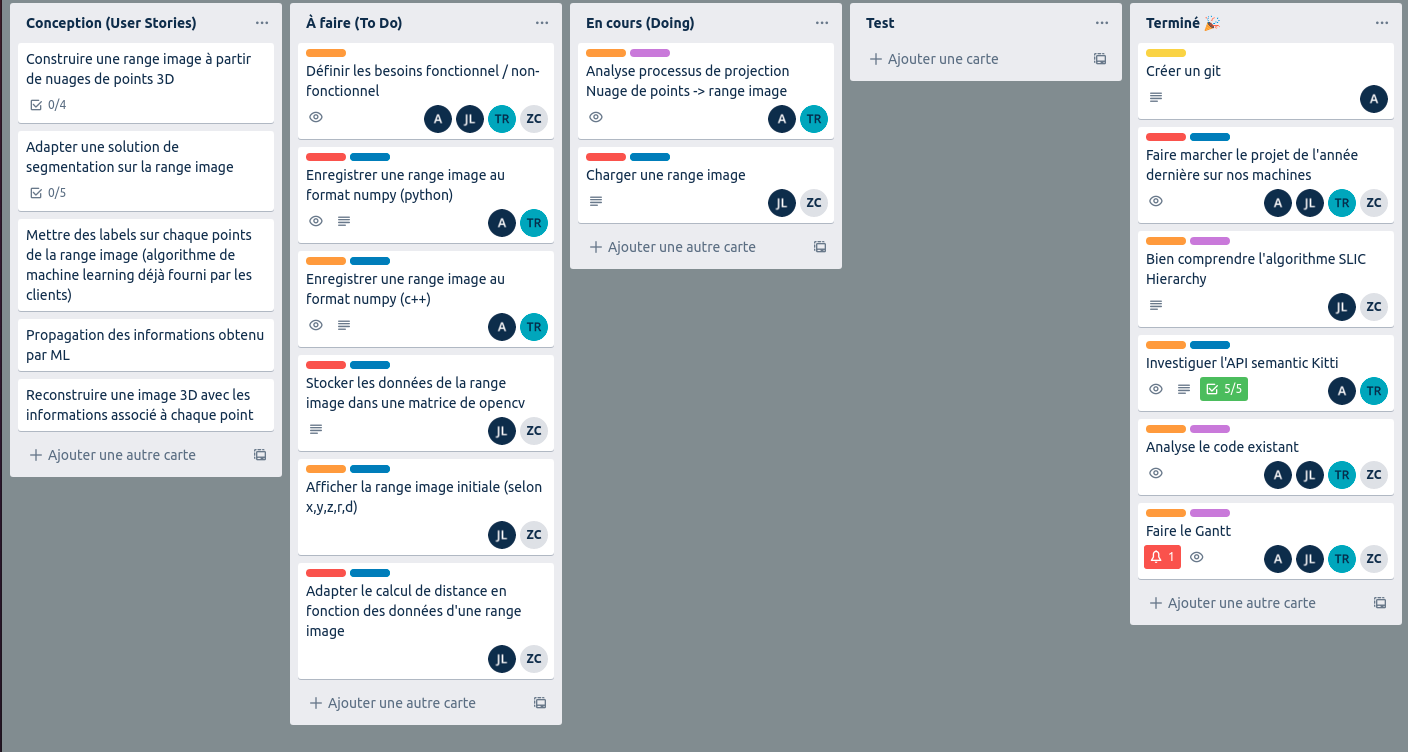 Conception (User Stories)
Construire une range image à partir
de nuages de points 3D
0/4
Adapter une solution de
segmentation sur la range image
0/5
Mettre des labels sur chaque points
de la range image (algorithme de
machine learning déjà fourni par les
clients)
Propagation des informations obtenu
par ML
Reconstruire une image 3D avec les
informations associé à chaque point
Ajouter une autre carte
À faire (To Do)
Définir les besoins fonctionnel / non-
fonctionnel
A JL TR ZC
Enregistrer une range image au
format numpy (python)
A TR
Enregistrer une range image au
format numpy (c++)
A TR
Stocker les données de la range
image dans une matrice de opencv
JL ZC
Afficher la range image initiale (selon
x,y,z,r,d)
JL ZC
Adapter le calcul de distance en
fonction des données d'une range
image
JL ZC
Ajouter une autre carte
En cours (Doing)
Analyse processus de projection
Nuage de points -> range image
A TR
Charger une range image
JL ZC
Ajouter une autre carte
Test
Ajouter une carte
Terminé 🎉
Créer un git
A
Faire marcher le projet de l'année
dernière sur nos machines
A JL TR ZC
Bien comprendre l'algorithme SLIC
Hierarchy
JL ZC
Investiguer l'API semantic Kitti
5/5 A TR
Analyse le code existant
A JL TR ZC
Faire le Gantt
1 A JL TR ZC
Ajouter une autre carte